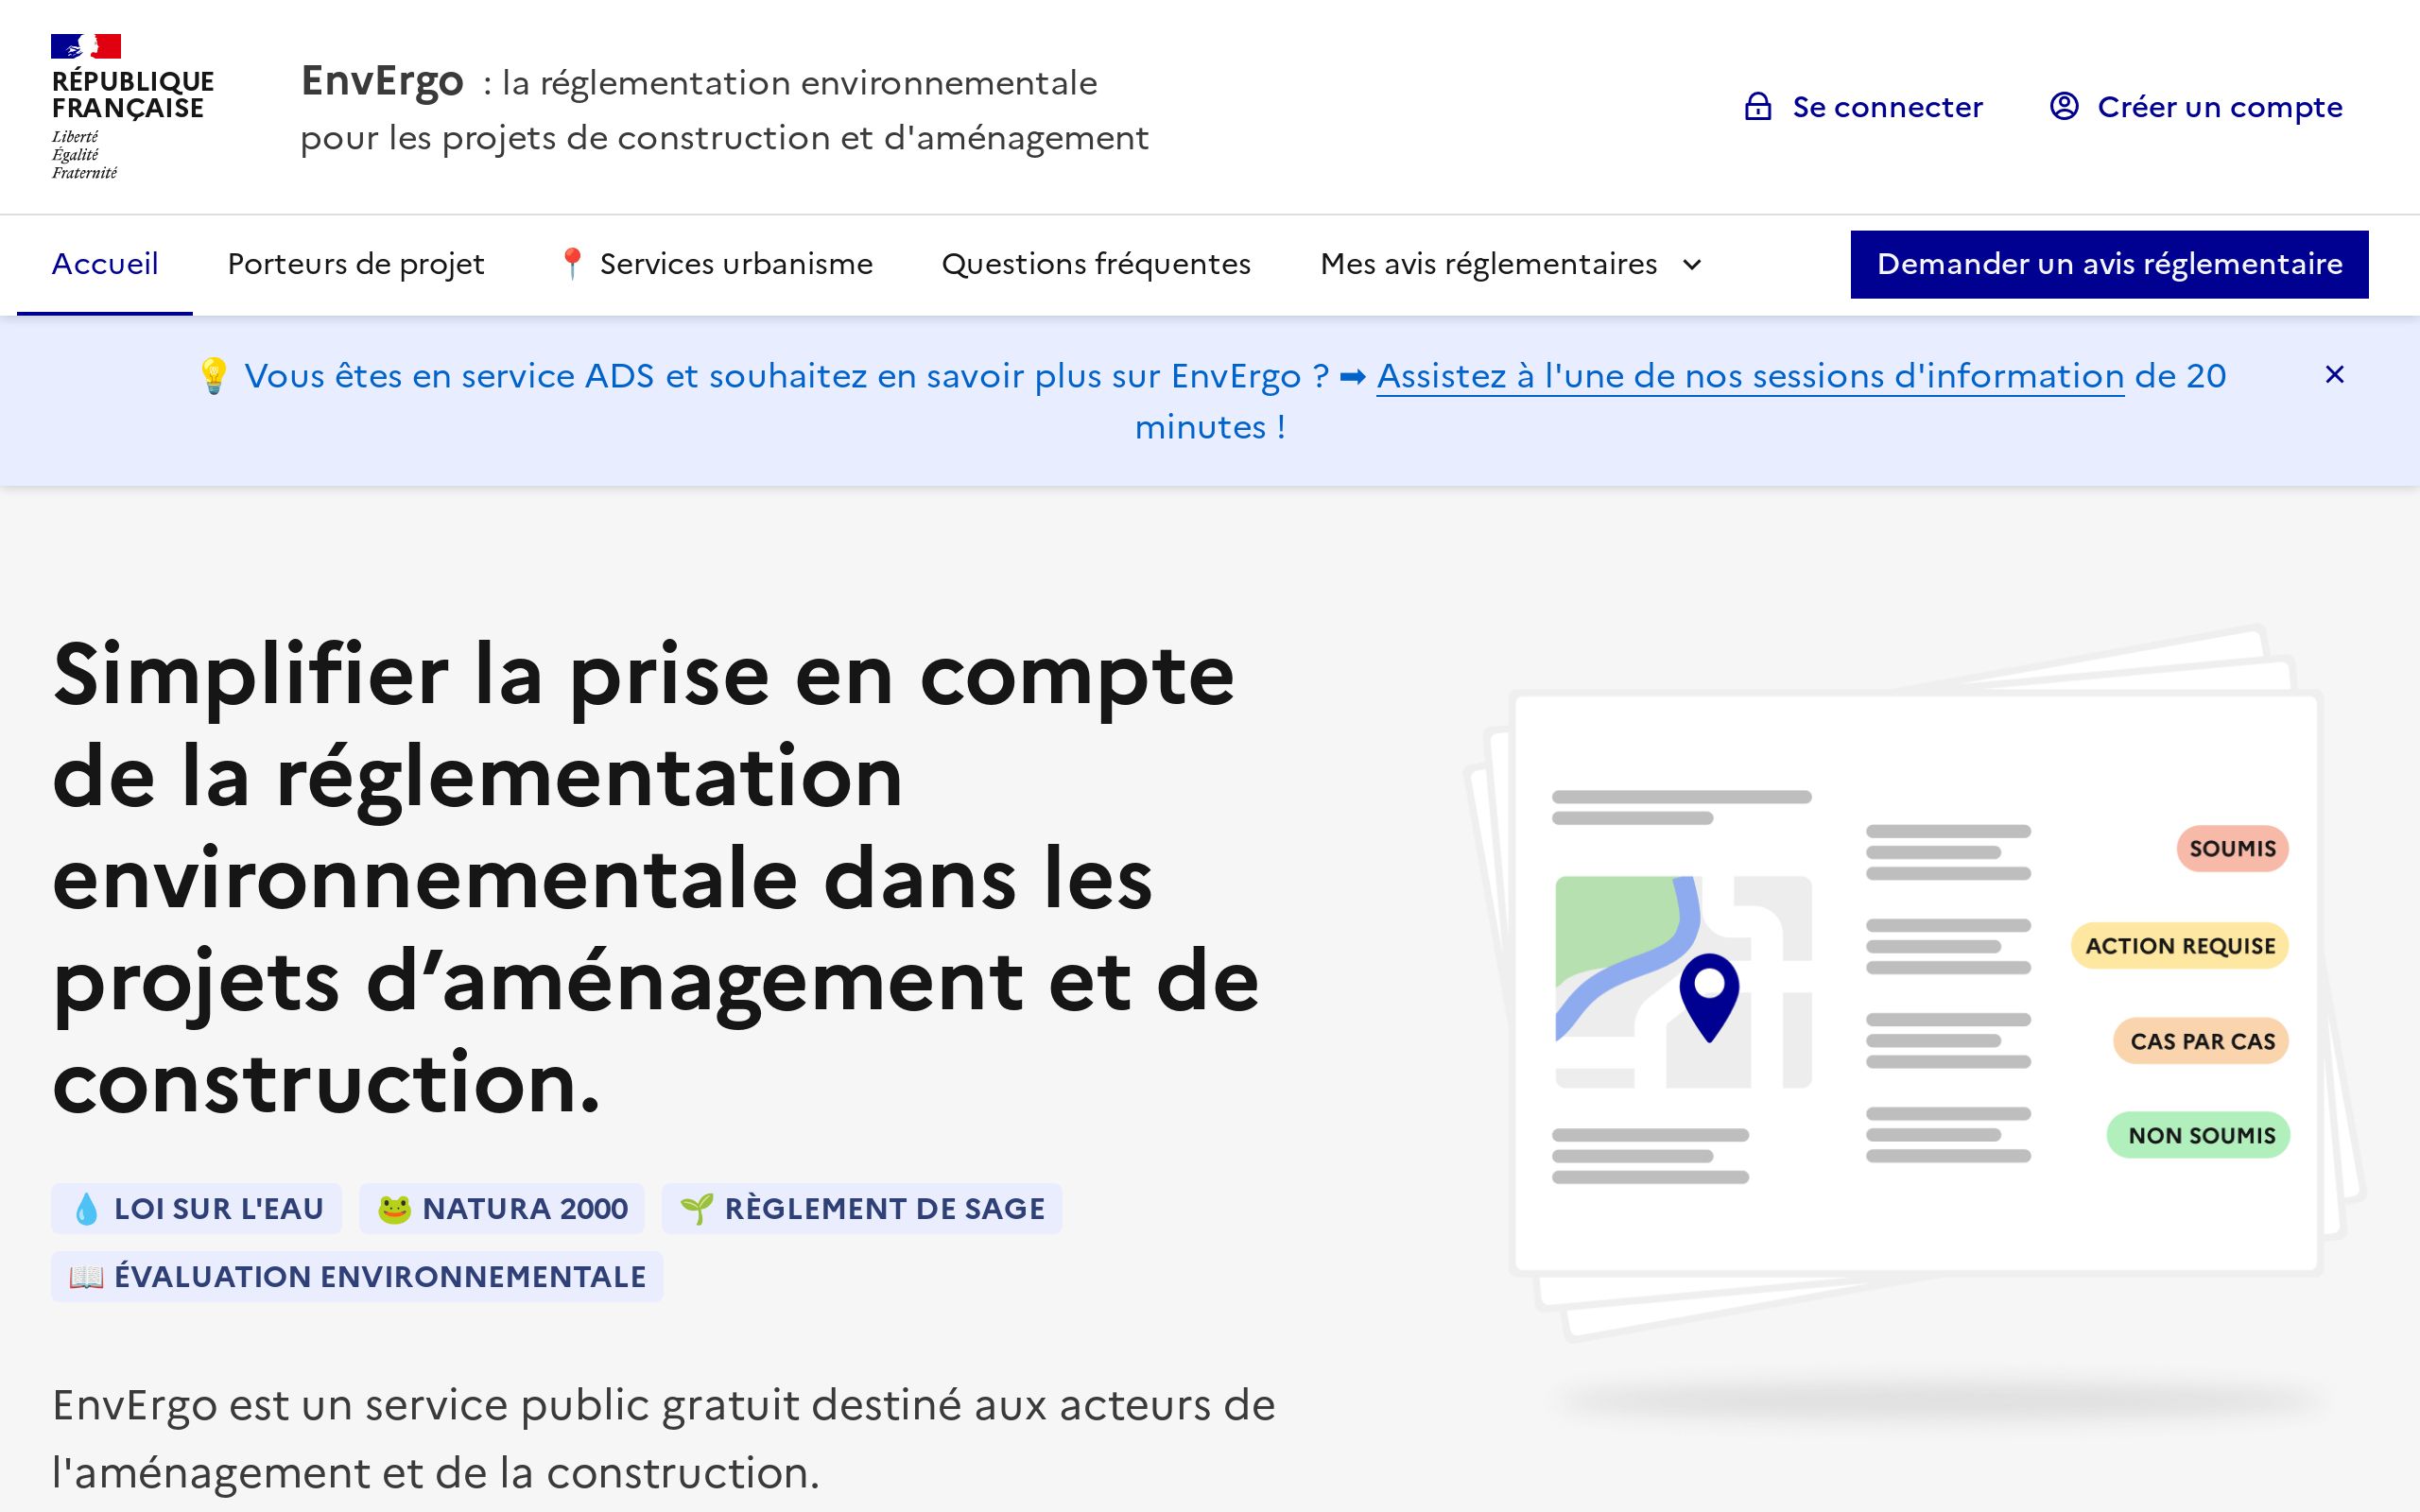 RÉPUBLIQUE
FRANÇAISE
Liberté
Égalité
Fraternité
EnvErgo : la réglementation environnementale
pour les projets de construction et d'aménagement
Se connecter
Créer un compte
Accueil
Porteurs de projet
📍 Services urbanisme
Questions fréquentes
Mes avis réglementaires
Demander un avis réglementaire
💡 Vous êtes en service ADS et souhaitez en savoir plus sur EnvErgo ? ➡ Assistez à l'une de nos sessions d'information de 20
minutes !
Simplifier la prise en compte
de la réglementation
environnementale dans les
projets d’aménagement et de
construction.
💧 LOI SUR L'EAU
🐸 NATURA 2000
🌱 RÈGLEMENT DE SAGE
📖 ÉVALUATION ENVIRONNEMENTALE
EnvErgo est un service public gratuit destiné aux acteurs de
l'aménagement et de la construction.
SOUMIS
ACTION REQUISE
CAS PAR CAS
NON SOUMIS